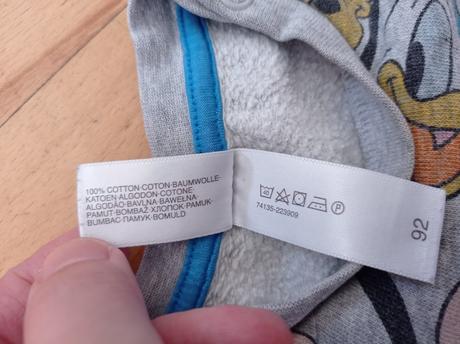 100% COTTON·COTON·BAUMWOLLE·
KATOEN·ALGODON·COTONE·
ALGODÃO·BAVLNA·BAWEŁNA·
PAMUT·BOMBAŽ·ХЛОПОК·PAMUK·
BUMBAC·ПАМУК·BOMULD
40
P
74135-223909
92